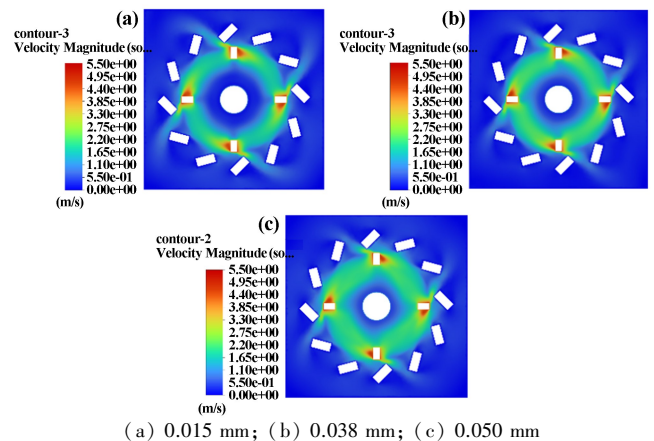 (a)
contour-3
Velocity Magnitude (so...
5.50e+00
4.95e+00
4.40e+00
3.85e+00
3.30e+00
2.75e+00
2.20e+00
1.65e+00
1.10e+00
5.50e-01
0.00e+00
(m/s)
(b)
contour-3
Velocity Magnitude (so...
5.50e+00
4.95e+00
4.40e+00
3.85e+00
3.30e+00
2.75e+00
2.20e+00
1.65e+00
1.10e+00
5.50e-01
0.00e+00
(m/s)
(c)
contour-2
Velocity Magnitude (so...
5.50e+00
4.95e+00
4.40e+00
3.85e+00
3.30e+00
2.75e+00
2.20e+00
1.65e+00
1.10e+00
5.50e-01
0.00e+00
(m/s)
(a) 0.015 mm; (b) 0.038 mm; (c) 0.050 mm